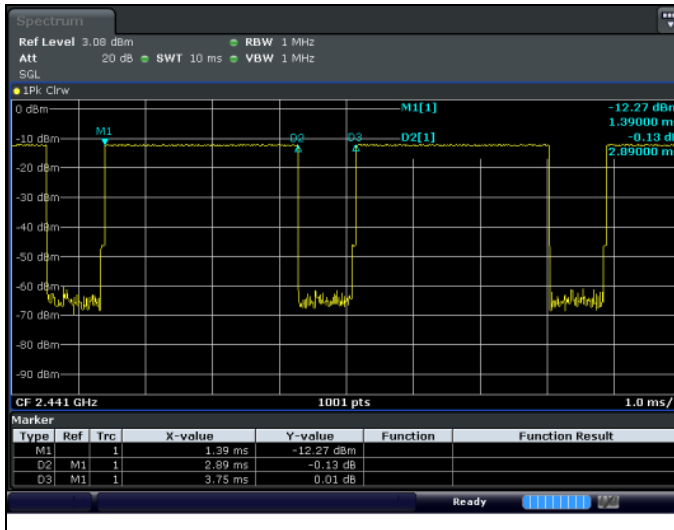 Spectrum
Ref Level 3.08 dBm RBW 1 MHz
Att 20 dB SWT 10 ms VBW 1 MHz
SGL
1Pk Clrw
0 dBm M1[1] -12.27 dBm
1.39000 m
M1 D2 D3 D2[1] -0.13 d
-10 dBm 2.89000 m
-20 dBm
-30 dBm
-40 dBm
-50 dBm
-60 dBm
-70 dBm
-80 dBm
-90 dBm
CF 2.441 GHz 1001 pts 1.0 ms/
Marker
Type Ref Trc X-value Y-value Function Function Result
M1 1 1.39 ms -12.27 dBm
D2 M1 1 2.89 ms -0.13 dB
D3 M1 1 3.75 ms 0.01 dB
Ready